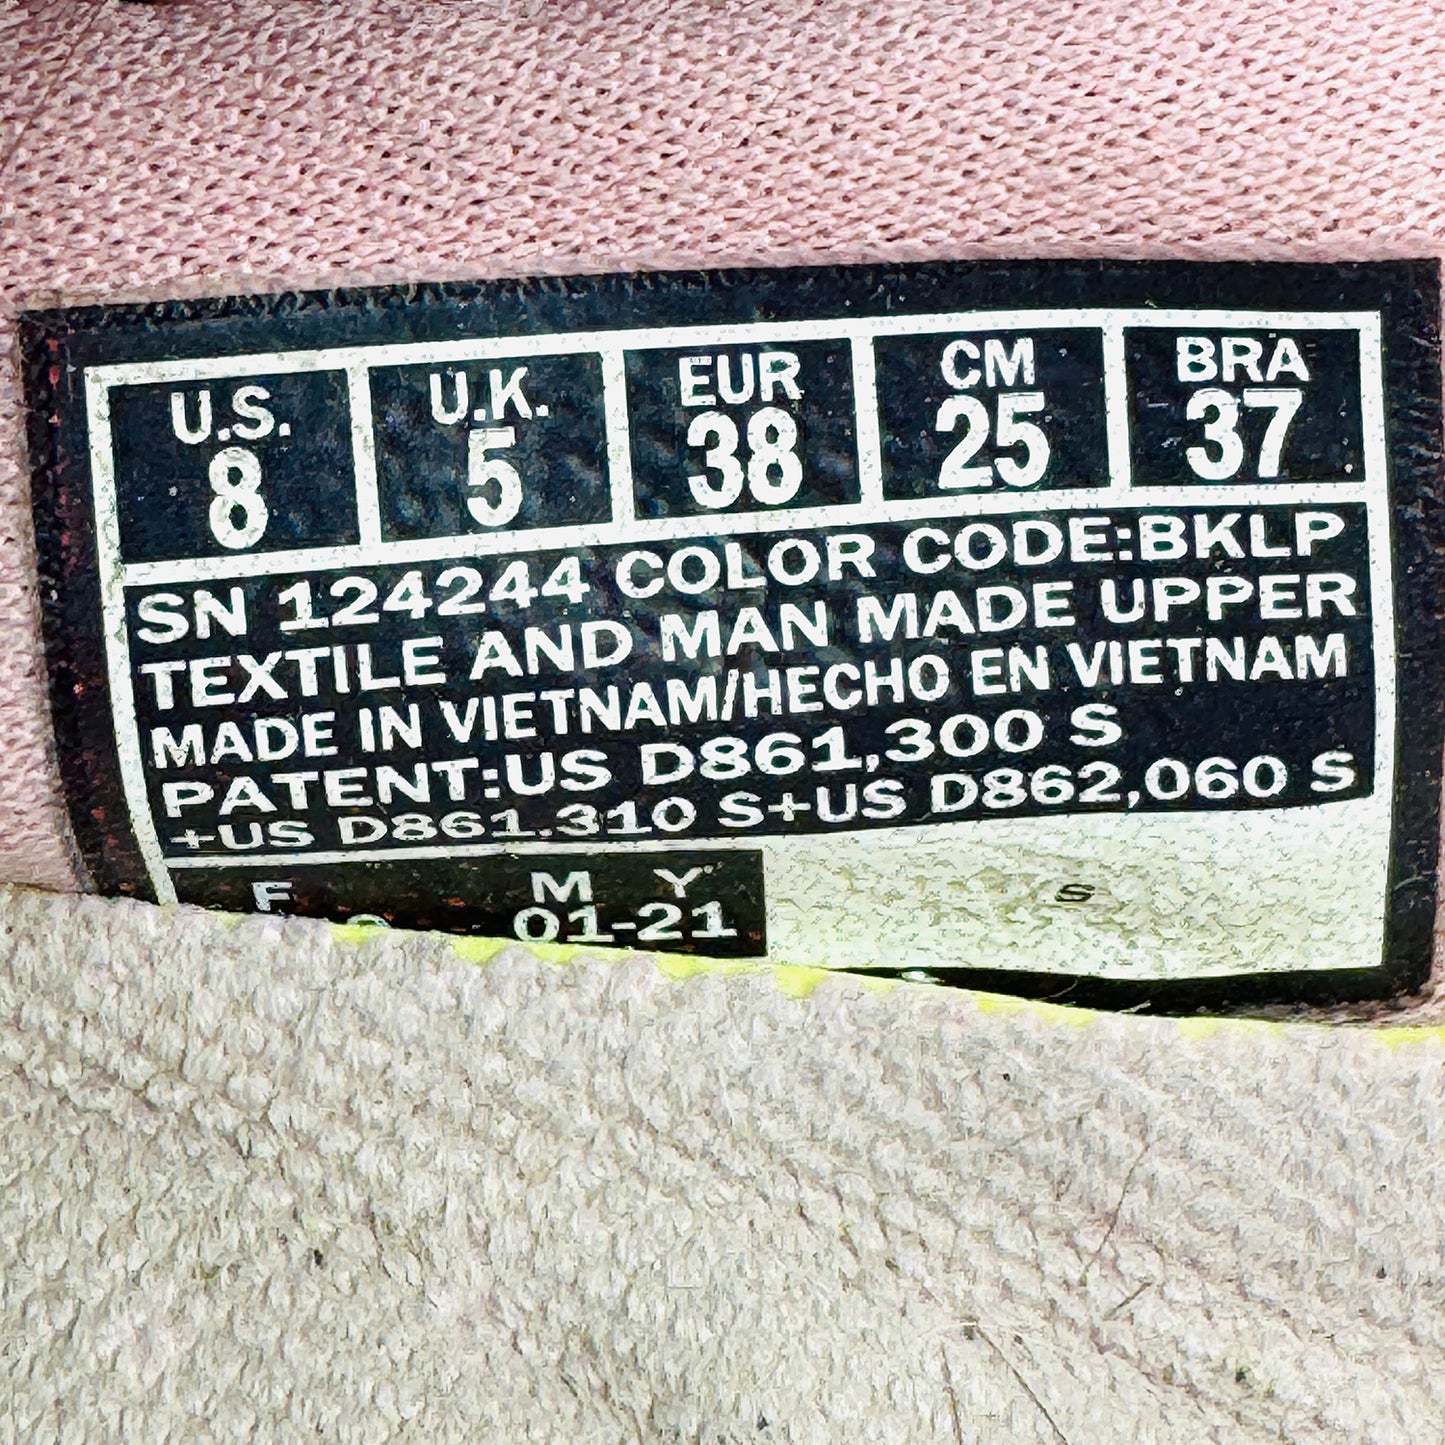 U.S. U.K. EUR CM BRA
8 5 38 25 37
SN 124244 COLOR CODE:BKLP
TEXTILE AND MAN MADE UPPER
MADE IN VIETNAM/HECHO EN VIETNAM
PATENT:US D861,300 S
+US D861,310 S+US D862,060 S
F M Y
01-21
S